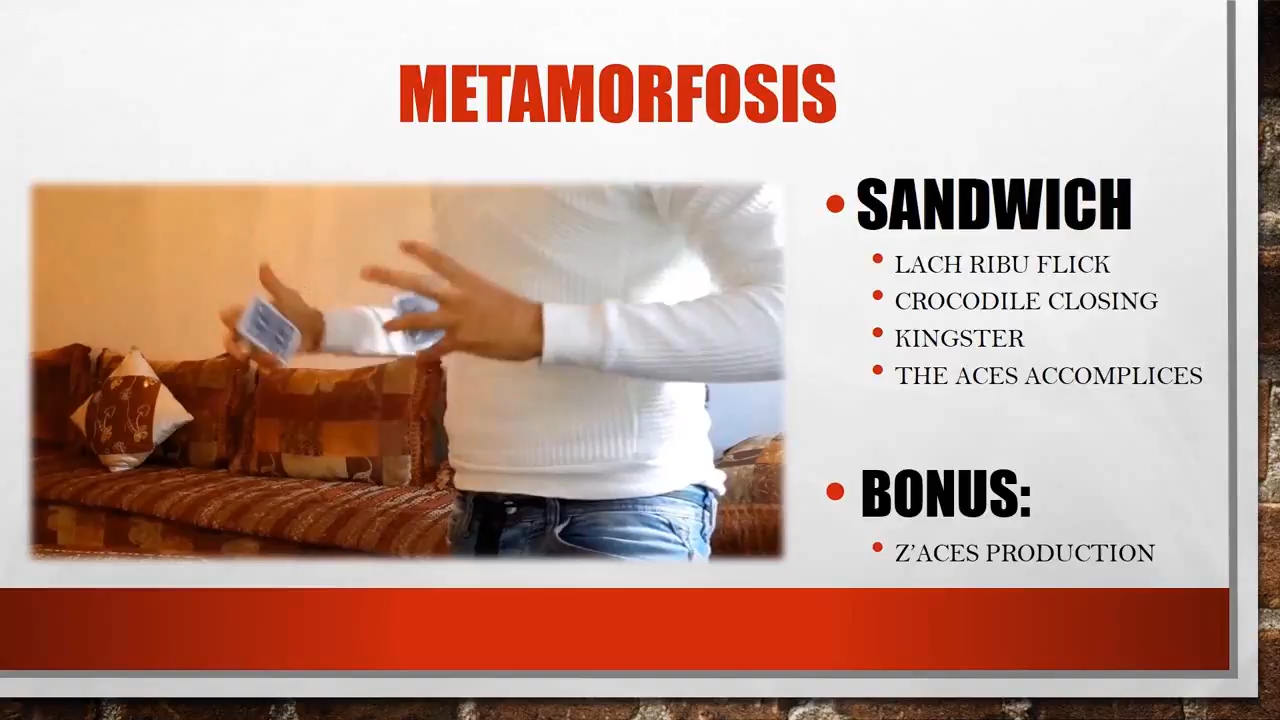 METAMORFOSIS
• SANDWICH
• LACH RIBU FLICK
• CROCODILE CLOSING
• KINGSTER
• THE ACES ACCOMPLICES
• BONUS:
• Z'ACES PRODUCTION